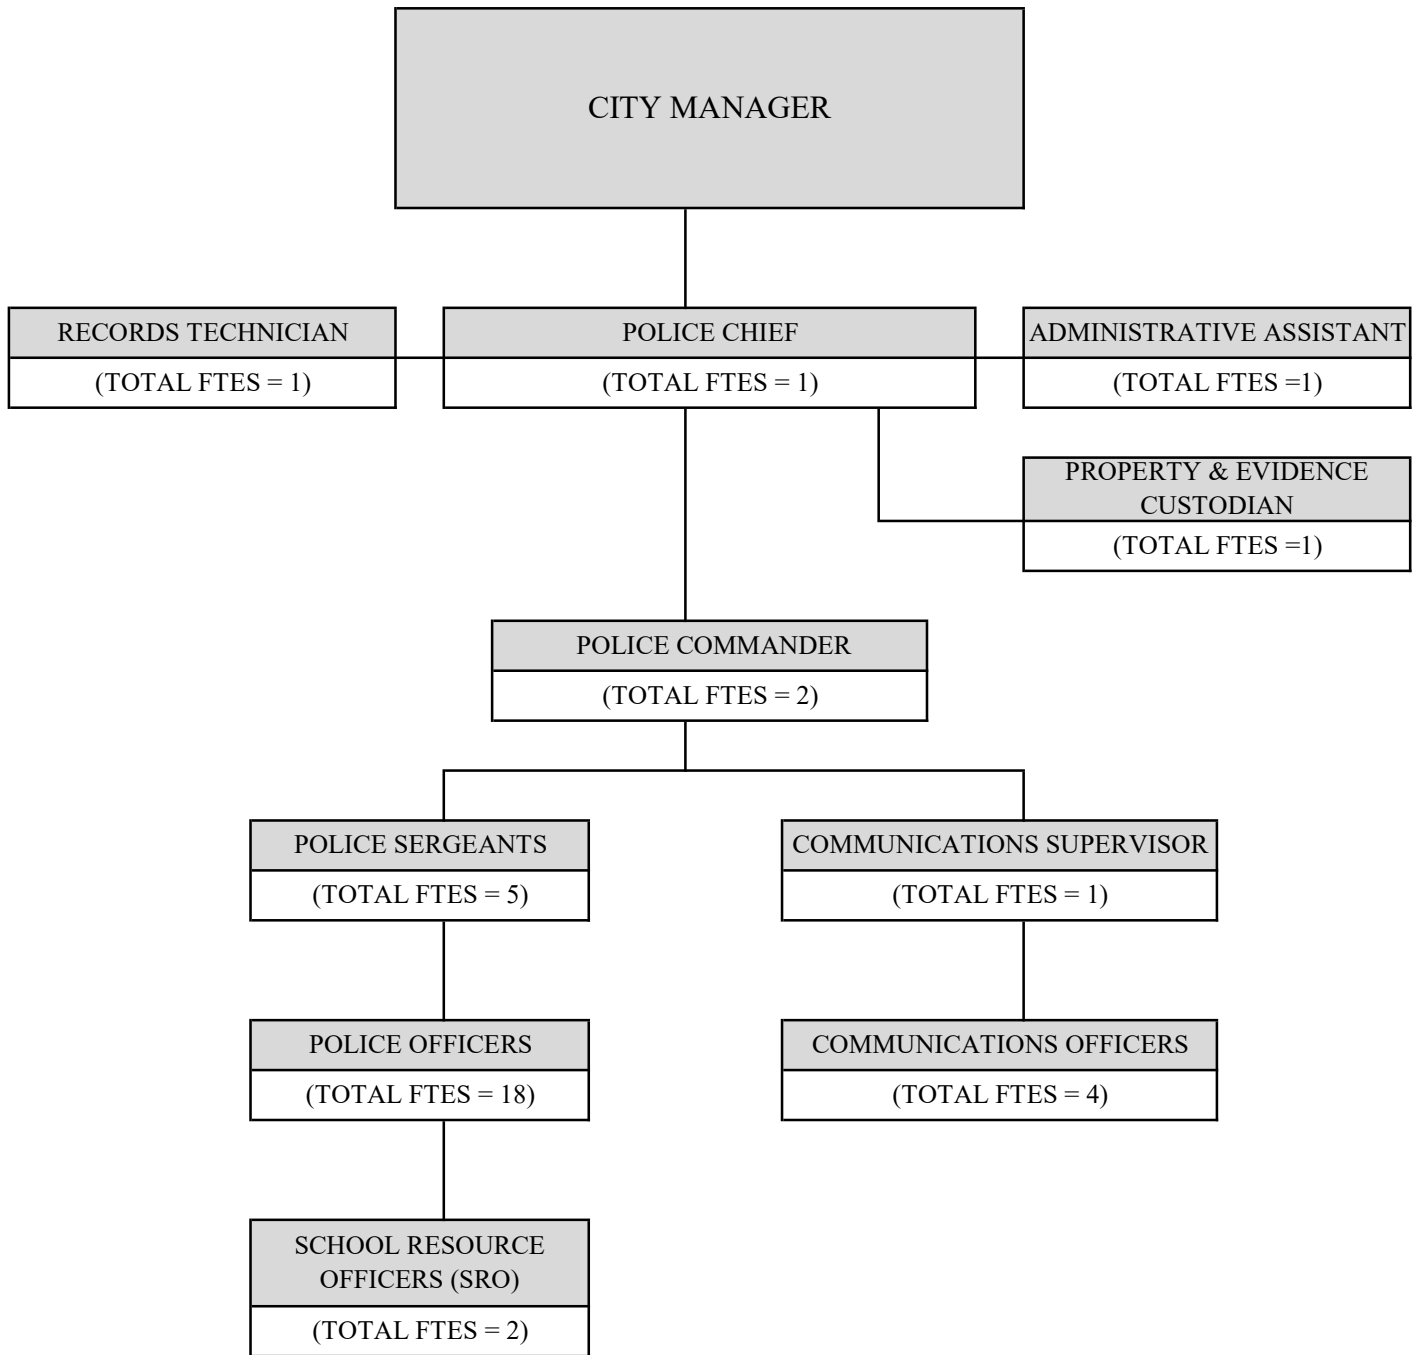 CITY MANAGER
RECORDS TECHNICIAN
(TOTAL FTES = 1)
POLICE CHIEF
(TOTAL FTES = 1)
ADMINISTRATIVE ASSISTANT
(TOTAL FTES =1)
PROPERTY & EVIDENCE
CUSTODIAN
(TOTAL FTES =1)
POLICE COMMANDER
(TOTAL FTES = 2)
POLICE SERGEANTS
(TOTAL FTES = 5)
COMMUNICATIONS SUPERVISOR
(TOTAL FTES = 1)
POLICE OFFICERS
(TOTAL FTES = 18)
COMMUNICATIONS OFFICERS
(TOTAL FTES = 4)
SCHOOL RESOURCE
OFFICERS (SRO)
(TOTAL FTES = 2)